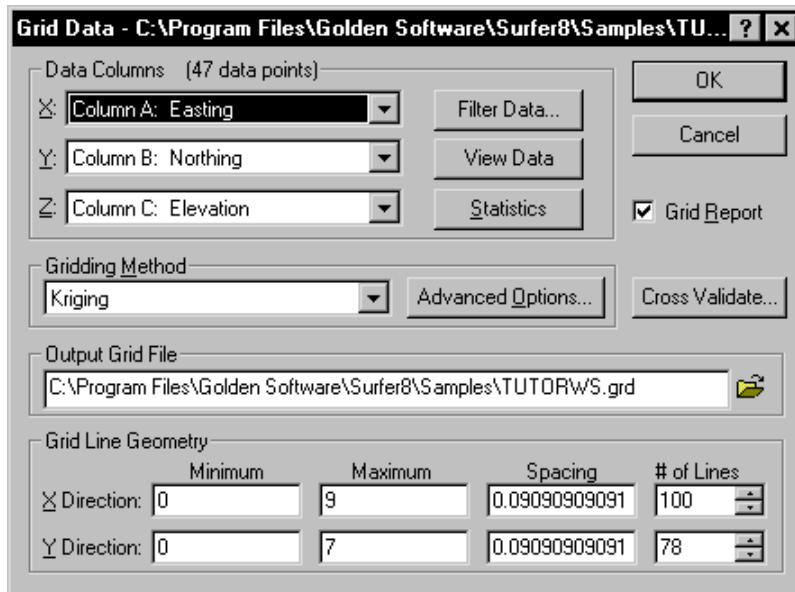 Grid Data - C:\Program Files\Golden Software\Surfer8\Samples\TU... ? ×
Data Columns (47 data points)
X: Column A: Easting
Filter Data...
OK
Y: Column B: Northing
View Data
Cancel
Z: Column C: Elevation
Statistics
Grid Report
Gridding Method
Kriging
Advanced Options...
Cross Validate...
Output Grid File
C:\Program Files\Golden Software\Surfer8\Samples\TUTORWS.grd
Grid Line Geometry
Minimum Maximum Spacing # of Lines
X Direction: 0 9 0.09090909091 100
Y Direction: 0 7 0.09090909091 78